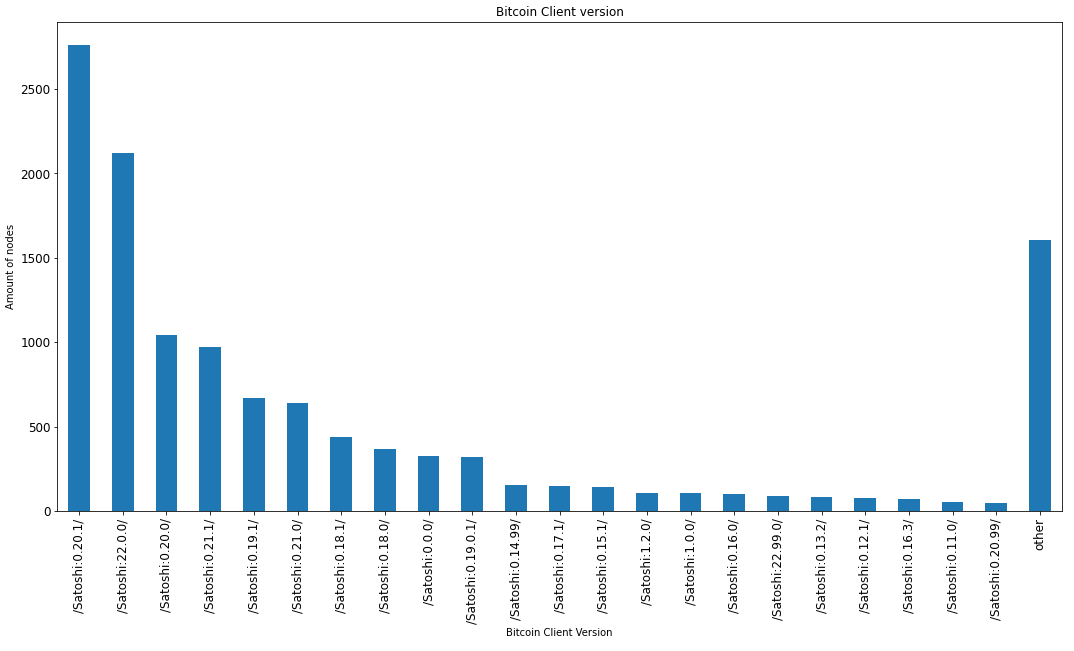 Bitcoin Client version
Amount of nodes
2500
2000
1500
1000
500
0
/Satoshi:0.20.1/
/Satoshi:22.0.0/
/Satoshi:0.20.0/
/Satoshi:0.21.1/
/Satoshi:0.19.1/
/Satoshi:0.21.0/
/Satoshi:0.18.1/
/Satoshi:0.18.0/
/Satoshi:0.0.0/
/Satoshi:0.19.0.1/
/Satoshi:0.14.99/
/Satoshi:0.17.1/
/Satoshi:0.15.1/
/Satoshi:1.2.0/
/Satoshi:1.0.0/
/Satoshi:0.16.0/
/Satoshi:22.99.0/
/Satoshi:0.13.2/
/Satoshi:0.12.1/
/Satoshi:0.16.3/
/Satoshi:0.11.0/
/Satoshi:0.20.99/
other
Bitcoin Client Version